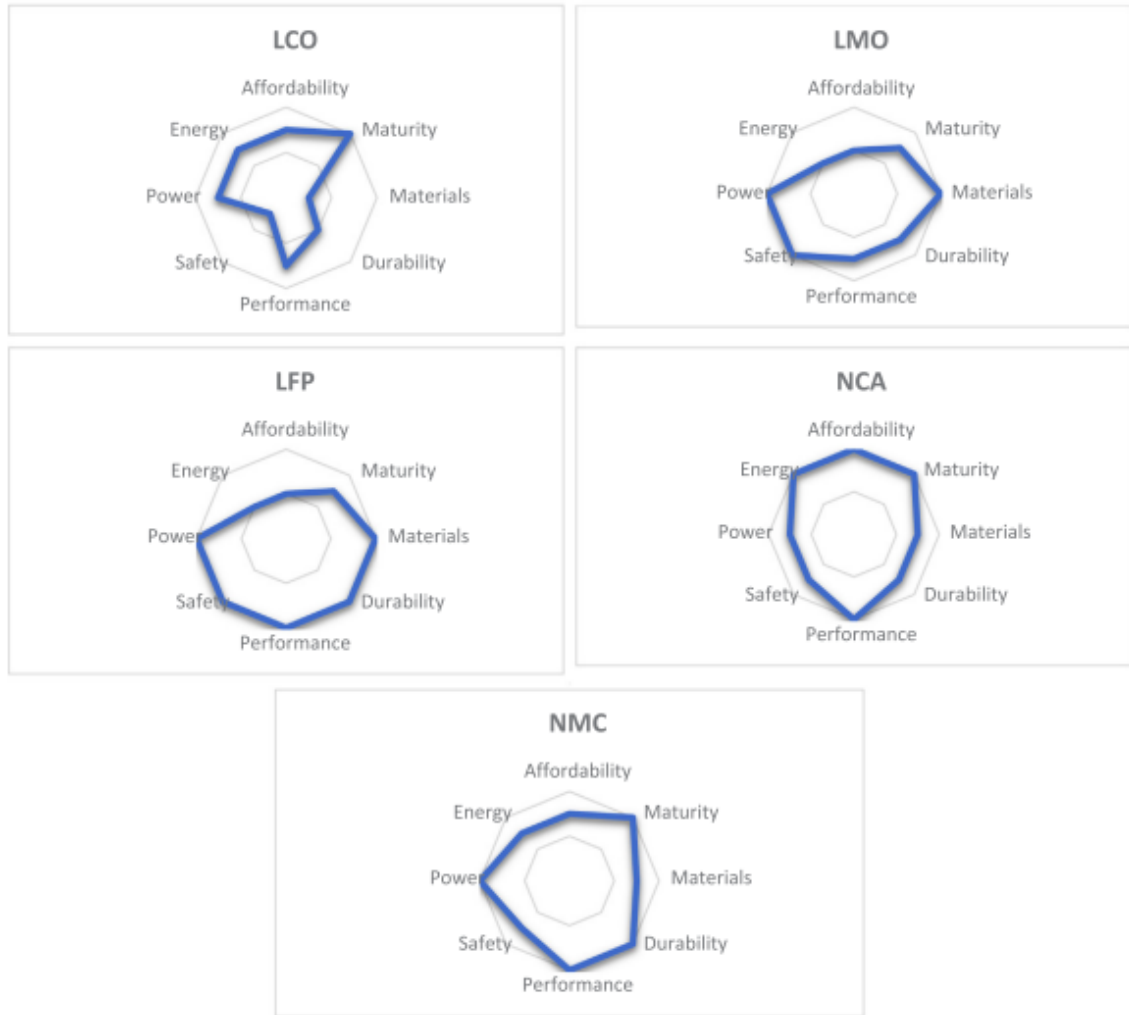 LCO
Affordability
Energy
Maturity
Power
Materials
Safety
Durability
Performance
LMO
Affordability
Energy
Maturity
Power
Materials
Safety
Durability
Performance
LFP
Affordability
Energy
Maturity
Power
Materials
Safety
Durability
Performance
NCA
Affordability
Energy
Maturity
Power
Materials
Safety
Durability
Performance
NMC
Affordability
Energy
Maturity
Power
Materials
Safety
Durability
Performance